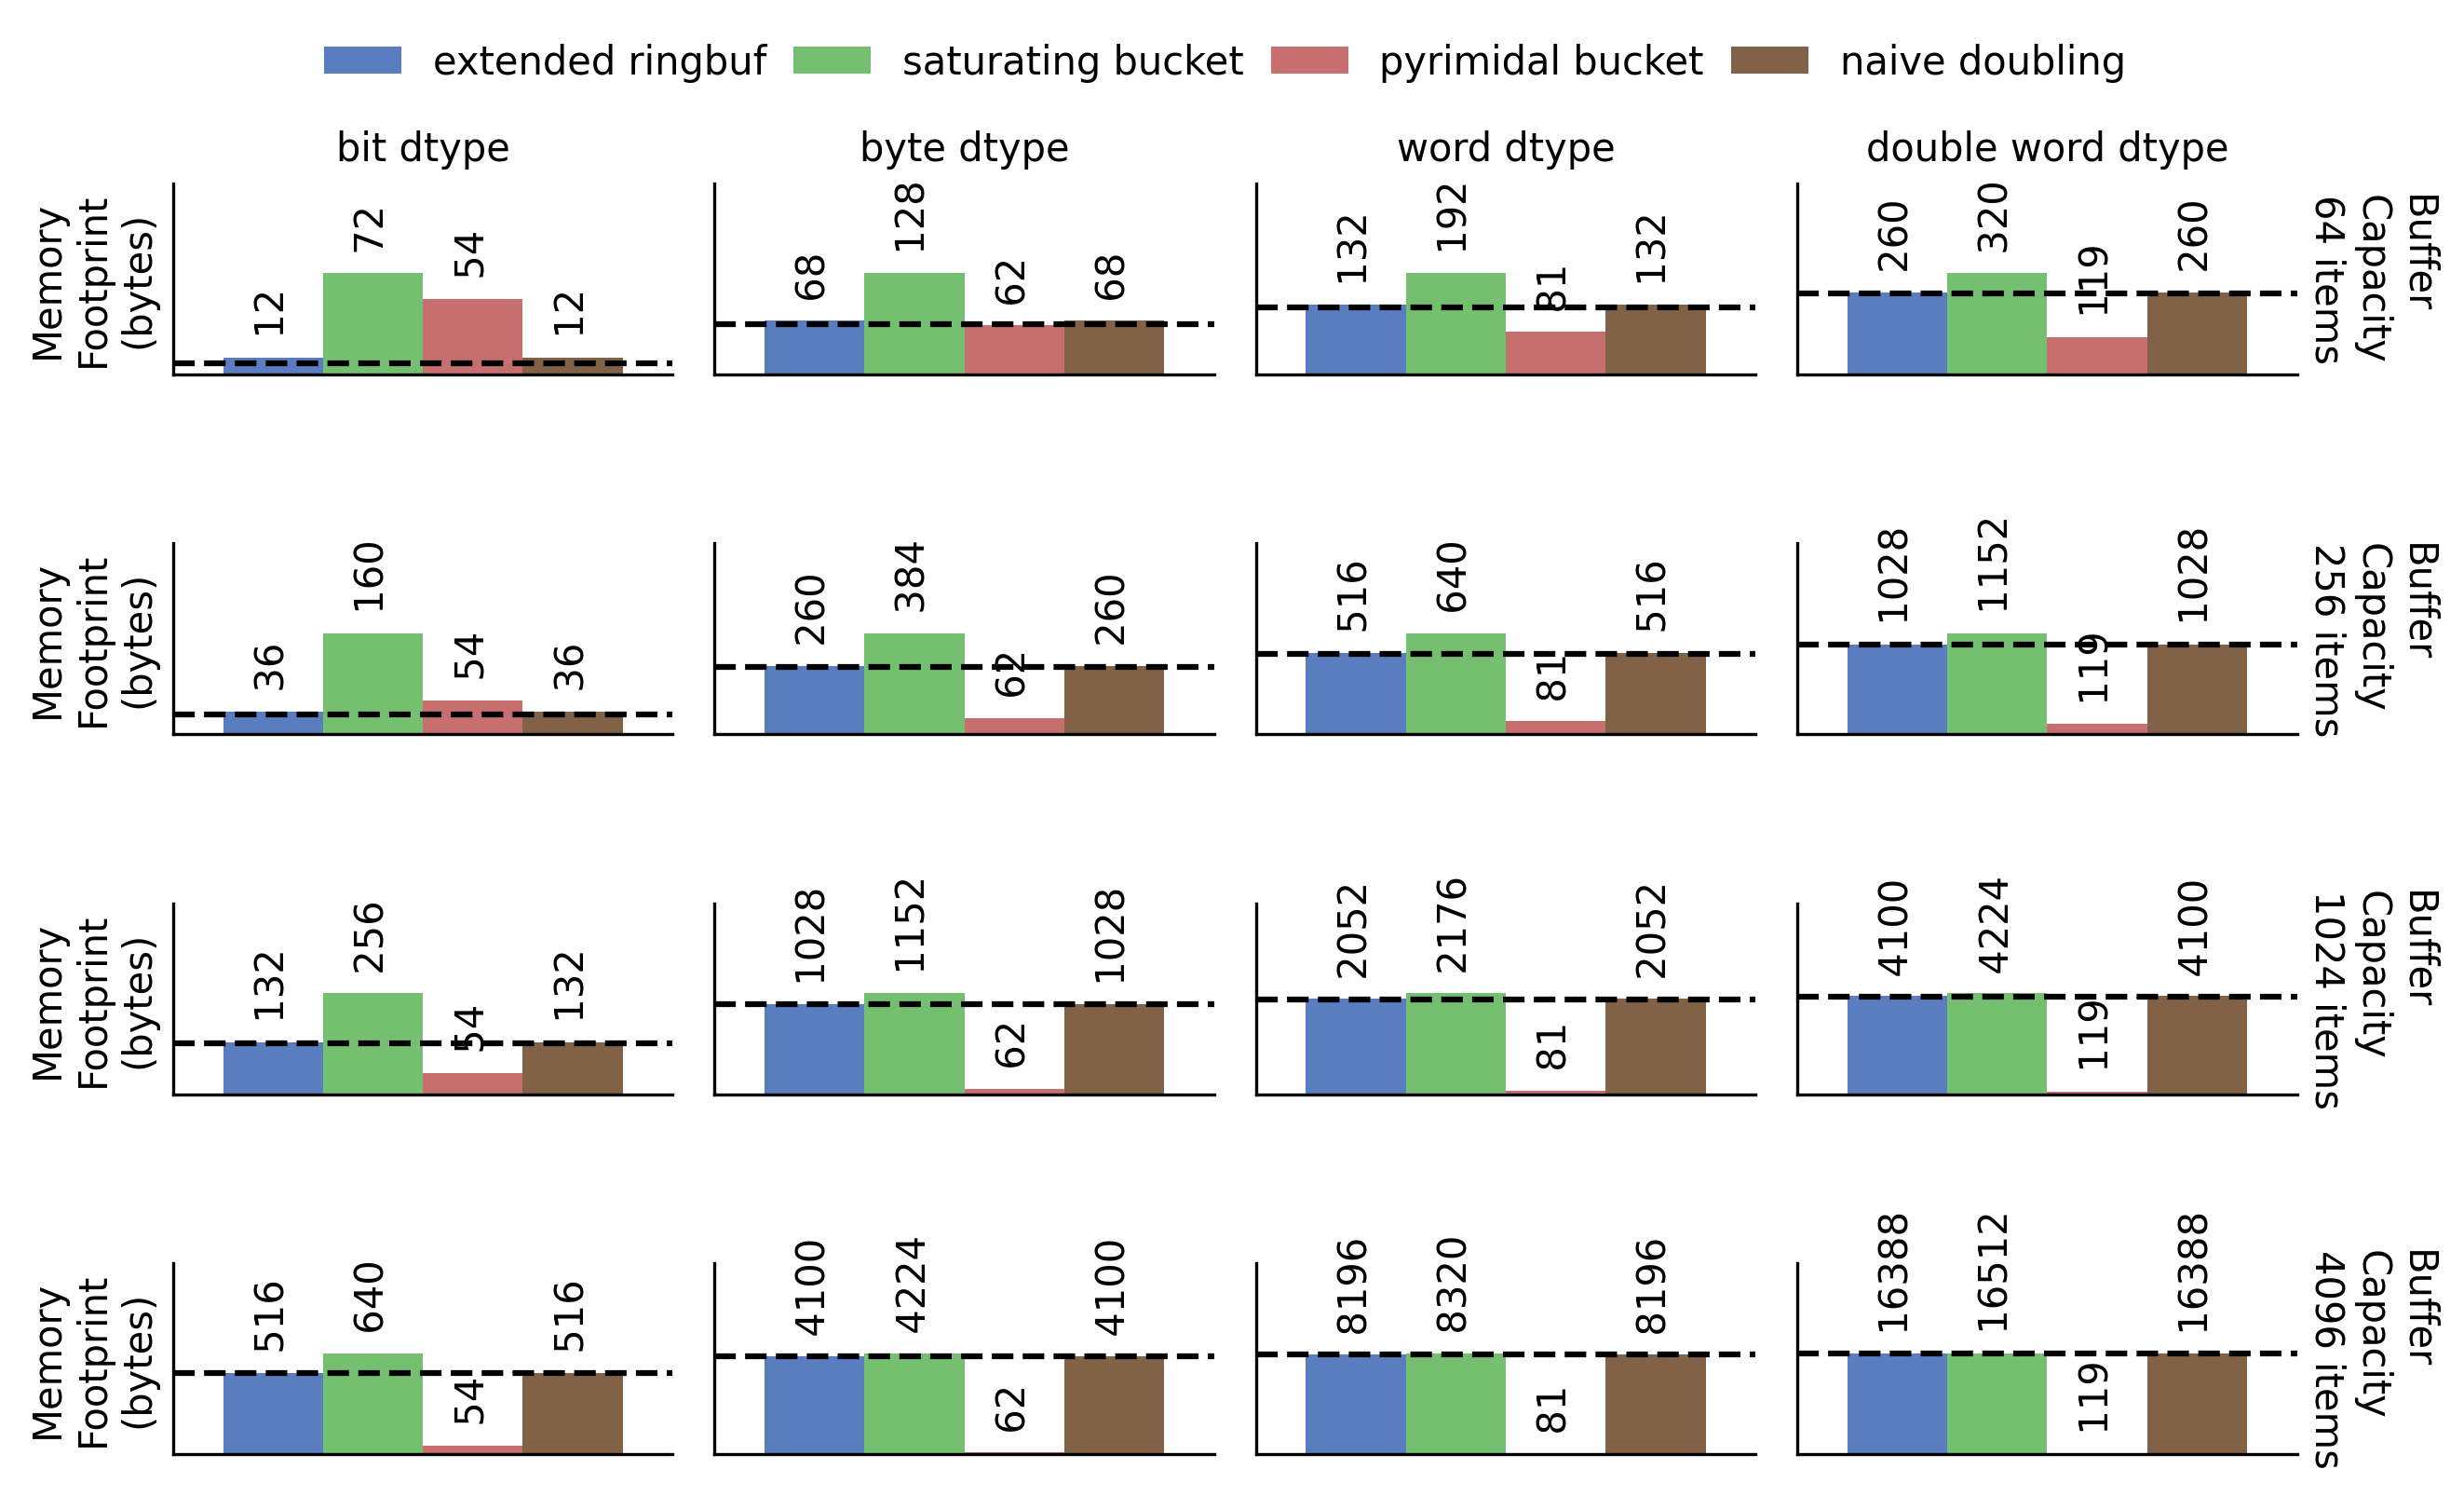 extended ringbuf
saturating bucket
pyrimidal bucket
naive doubling
bit dtype
byte dtype
word dtype
double word dtype
Memory
Footprint
(bytes)
12
72
54
12
68
128
62
68
132
192
81
132
260
320
119
260
Buffer
Capacity
64 items
Memory
Footprint
(bytes)
36
160
54
36
260
384
62
260
516
640
81
516
1028
1152
119
1028
Buffer
Capacity
256 items
Memory
Footprint
(bytes)
132
256
54
132
1028
1152
62
1028
2052
2176
81
2052
4100
4224
119
4100
Buffer
Capacity
1024 items
Memory
Footprint
(bytes)
516
640
54
516
4100
4224
62
4100
8196
8320
81
8196
16388
16512
119
16388
Buffer
Capacity
4096 items